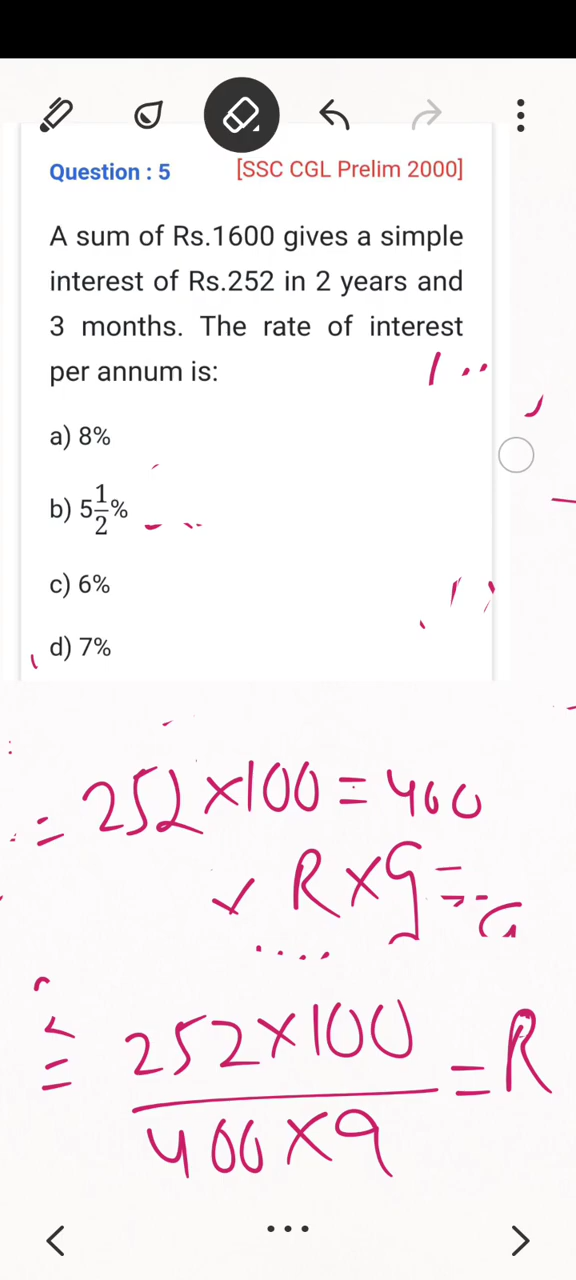 Question : 5 [SSC CGL Prelim 2000]
A sum of Rs.1600 gives a simple
interest of Rs.252 in 2 years and
3 months. The rate of interest
per annum is:
a) 8%
b) 5 1/2 %
c) 6%
d) 7%
= 252 × 100 = 400
× R × 9 =
= 252 × 100 / 400 × 9 = R